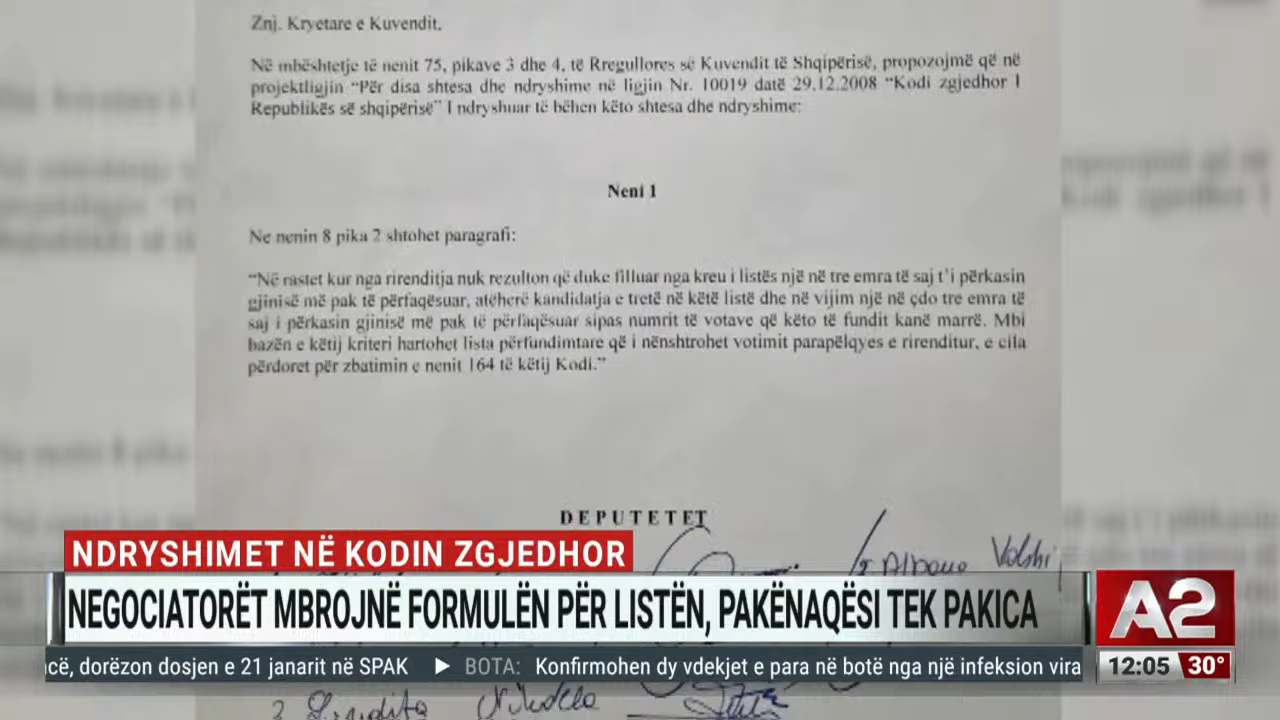 Znj. Kryetare e Kuvendit,
Në mbështetje të nenit 75, pikave 3 dhe 4, të Rregullores së Kuvendit të Shqipërisë, propozojmë që në
projektligjin “Për disa shtesa dhe ndryshime në ligjin Nr. 10019 datë 29.12.2008 “Kodi zgjedhor I
Republikës së shqipërisë” I ndryshuar të bëhen këto shtesa dhe ndryshime:
Neni 1
Ne nenin 8 pika 2 shtohet paragrafi:
“Në rastet kur nga rirenditja nuk rezulton që duke filluar nga kreu i listës një në tre emra të saj t’i përkasin
gjinisë më pak të përfaqësuar, atëherë kandidatja e tretë në këtë listë dhe në vijim një në çdo tre emra të
saj i përkasin gjinisë më pak të përfaqësuar sipas numrit të votave që këto të fundit kanë marrë. Mbi
bazën e këtij kriteri hartohet lista përfundimtare që i nënshtrohet votimit parapëlqyes e rirenditur, e cila
përdoret për zbatimin e nenit 164 të këtij Kodi.”
DEPUTETET
Albana Vokshi
NDRYSHIMET NË KODIN ZGJEDHOR
NEGOCIATORËT MBROJNË FORMULËN PËR LISTËN, PAKËNAQËSI TEK PAKICA
A2
cë, dorëzon dosjen e 21 janarit në SPAK ▶ BOTA: Konfirmohen dy vdekjet e para në botë nga një infeksion vira
12:05 30°